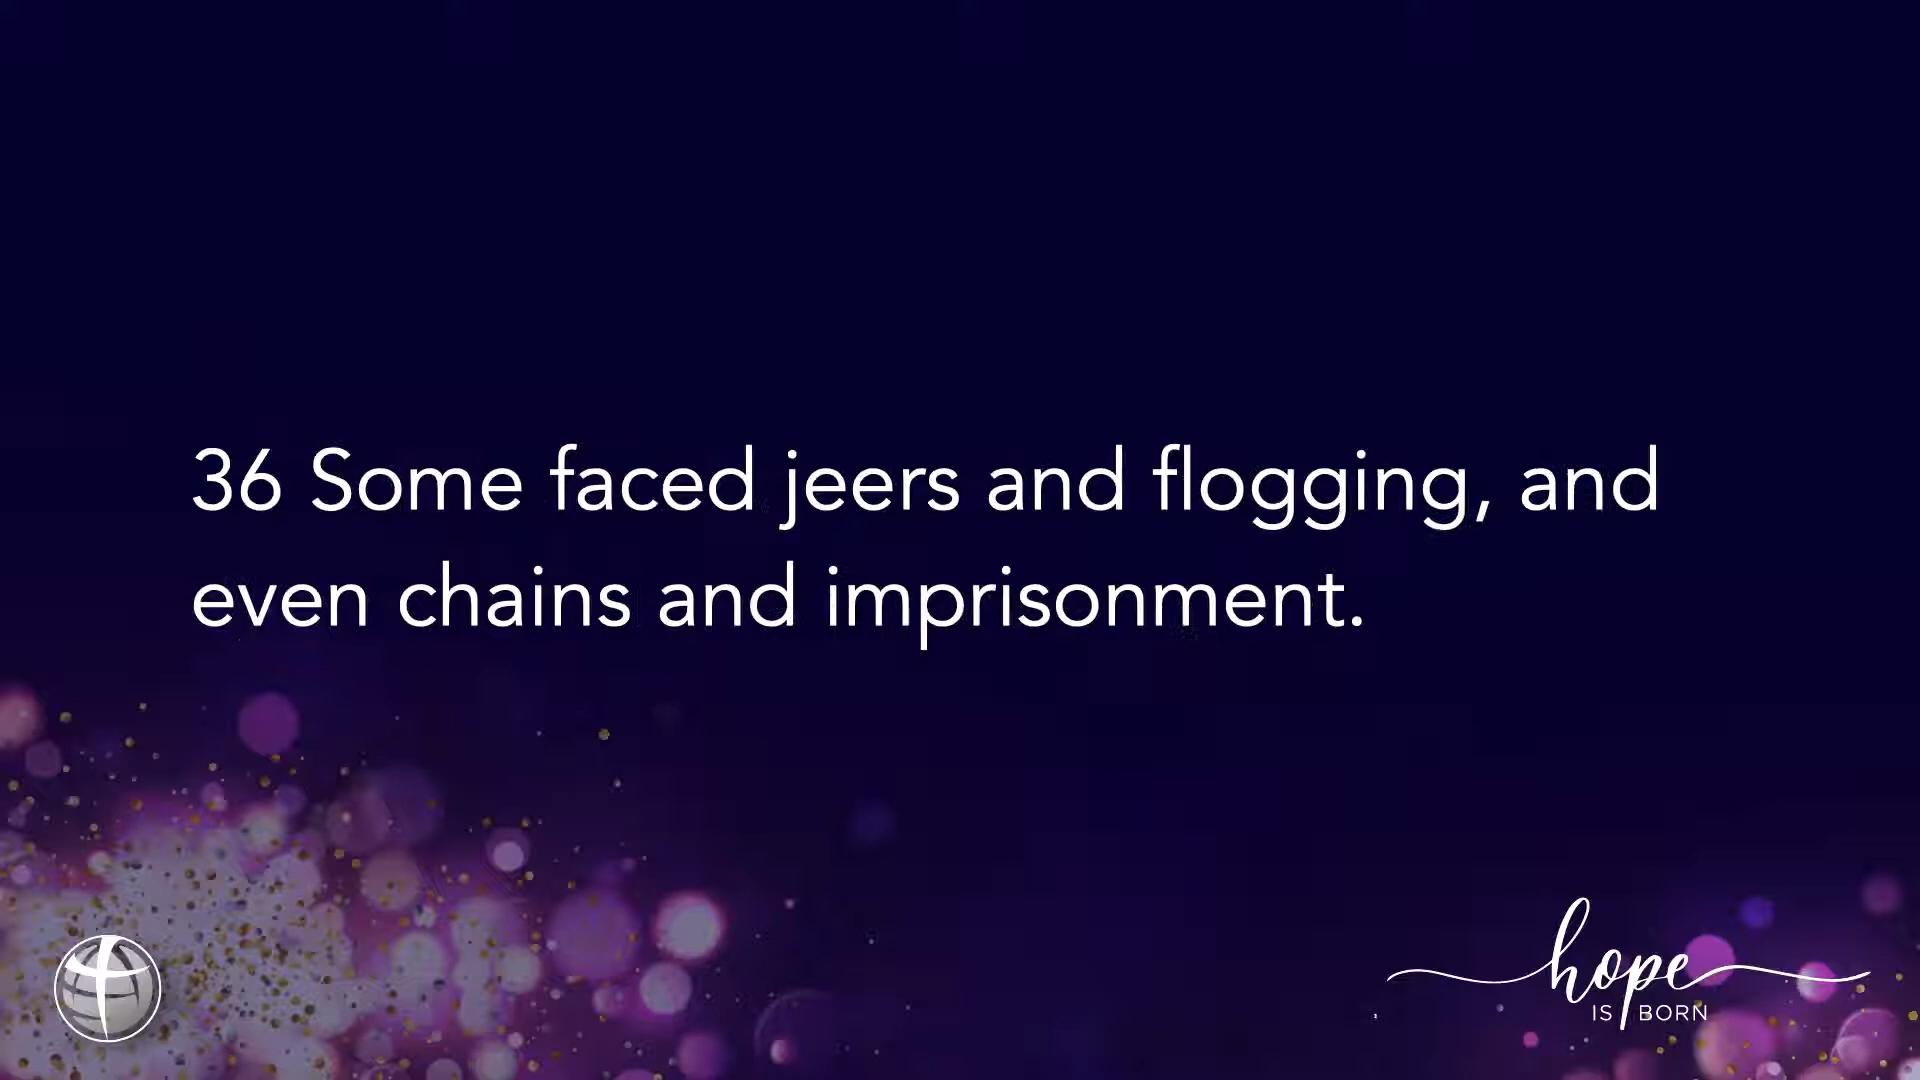 36 Some faced jeers and flogging, and
even chains and imprisonment.
hope
IS BORN